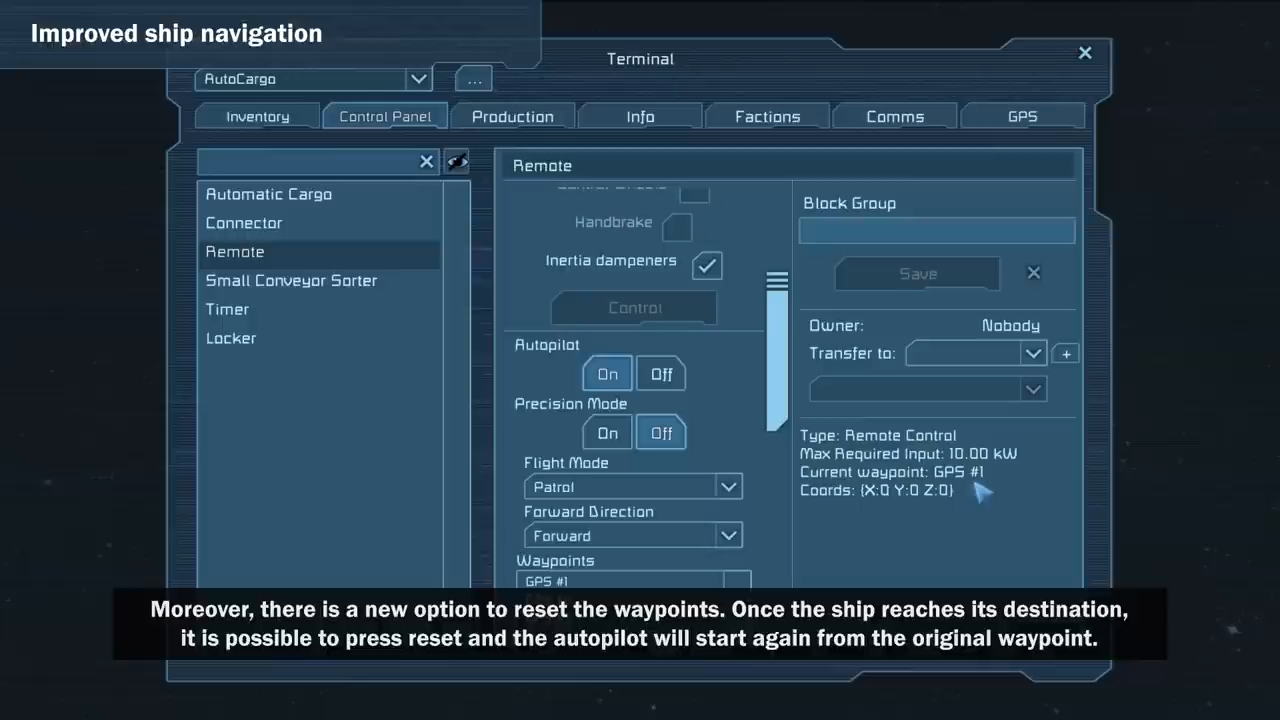 Improved ship navigation
Terminal
AutoCargo
...
Inventory
Control Panel
Production
Info
Factions
Comms
GPS
Automatic Cargo
Connector
Remote
Small Conveyor Sorter
Timer
Locker
Remote
Handbrake
Inertia dampeners
Control
Autopilot
On Off
Precision Mode
On Off
Flight Mode
Patrol
Forward Direction
Forward
Waypoints
GPS #1
Block Group
Save
Owner: Nobody
Transfer to:
Type: Remote Control
Max Required Input: 10.00 kW
Current waypoint: GPS #1
Coords: {X:0 Y:0 Z:0}
Moreover, there is a new option to reset the waypoints. Once the ship reaches its destination,
it is possible to press reset and the autopilot will start again from the original waypoint.